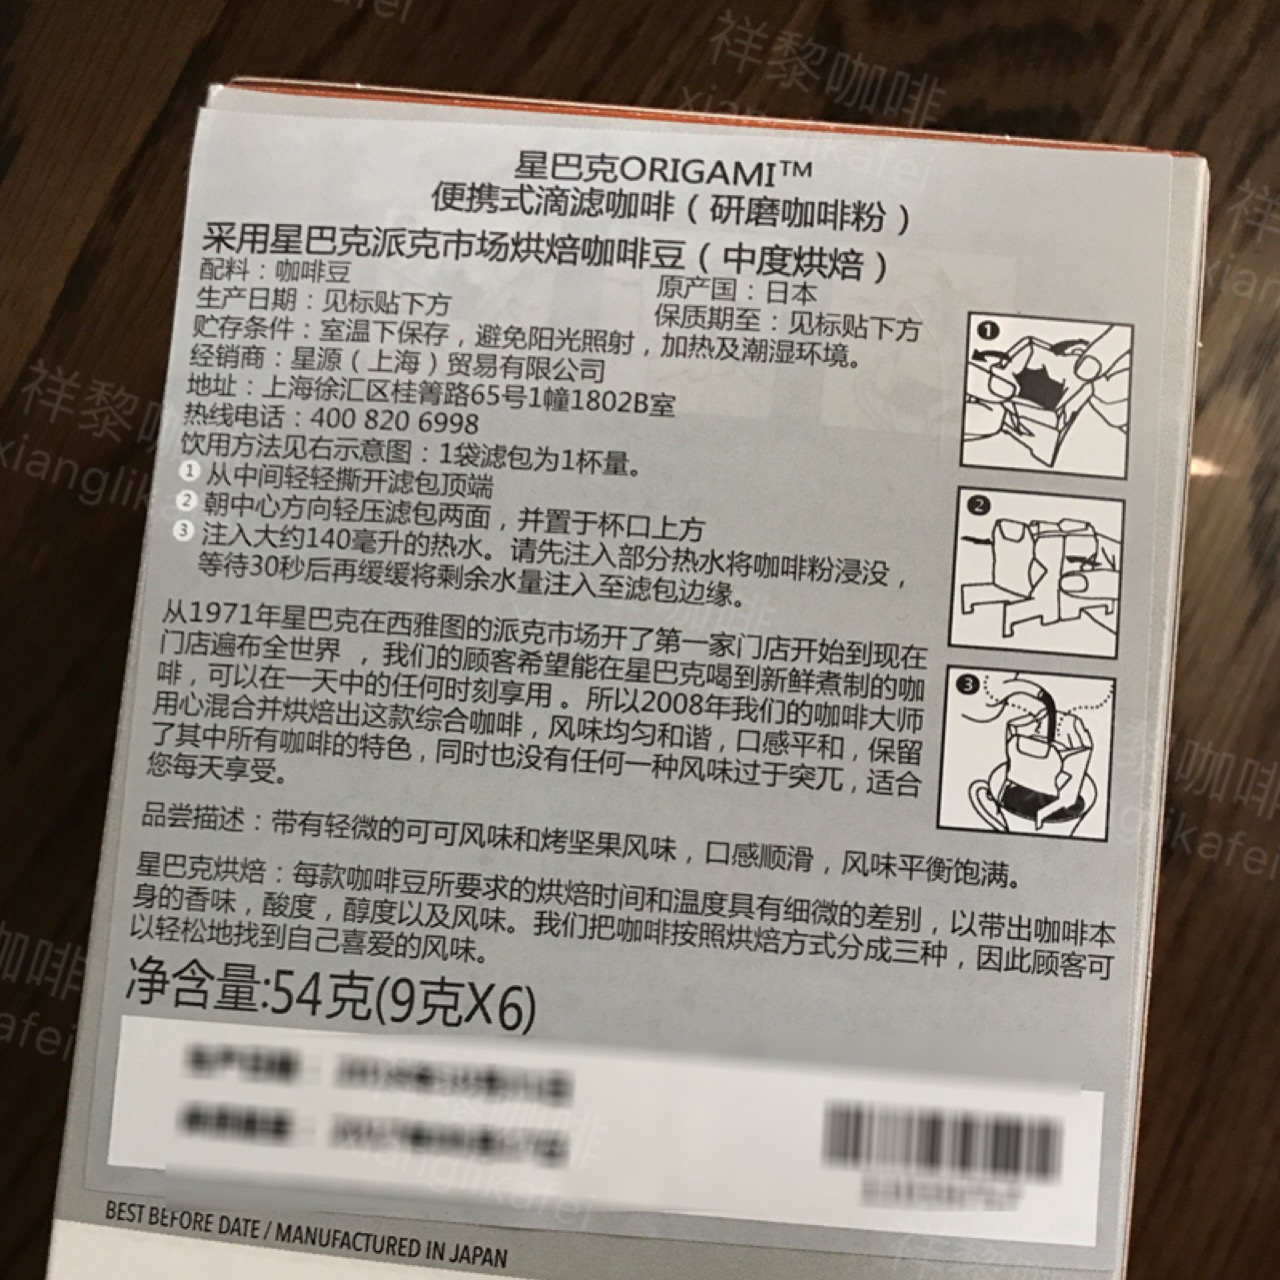 星巴克ORIGAMI™
便携式滴滤咖啡（研磨咖啡粉）
采用星巴克派克市场烘焙咖啡豆（中度烘焙）
配料：咖啡豆
原产国：日本
生产日期：见标贴下方
保质期至：见标贴下方
贮存条件：室温下保存，避免阳光照射，加热及潮湿环境。
经销商：星源（上海）贸易有限公司
地址：上海徐汇区桂箐路65号1幢1802B室
热线电话：400 820 6998
饮用方法见右示意图：1袋滤包为1杯量。
1 从中间轻轻撕开滤包顶端
2 朝中心方向轻压滤包两面，并置于杯口上方
3 注入大约140毫升的热水。请先注入部分热水将咖啡粉浸没，
等待30秒后再缓缓将剩余水量注入至滤包边缘。
1
2
3
从1971年星巴克在西雅图的派克市场开了第一家门店开始到现在
门店遍布全世界 ，我们的顾客希望能在星巴克喝到新鲜煮制的咖
啡，可以在一天中的任何时刻享用 。所以2008年我们的咖啡大师
用心混合并烘焙出这款综合咖啡，风味均匀和谐，口感平和，保留
了其中所有咖啡的特色，同时也没有任何一种风味过于突兀，适合
您每天享受。
品尝描述：带有轻微的可可风味和烤坚果风味，口感顺滑，风味平衡饱满。
星巴克烘焙：每款咖啡豆所要求的烘焙时间和温度具有细微的差别，以带出咖啡本
身的香味，酸度，醇度以及风味。我们把咖啡按照烘焙方式分成三种，因此顾客可
以轻松地找到自己喜爱的风味。
净含量:54克(9克X6)
BEST BEFORE DATE / MANUFACTURED IN JAPAN
祥黎咖啡
xianglikafei